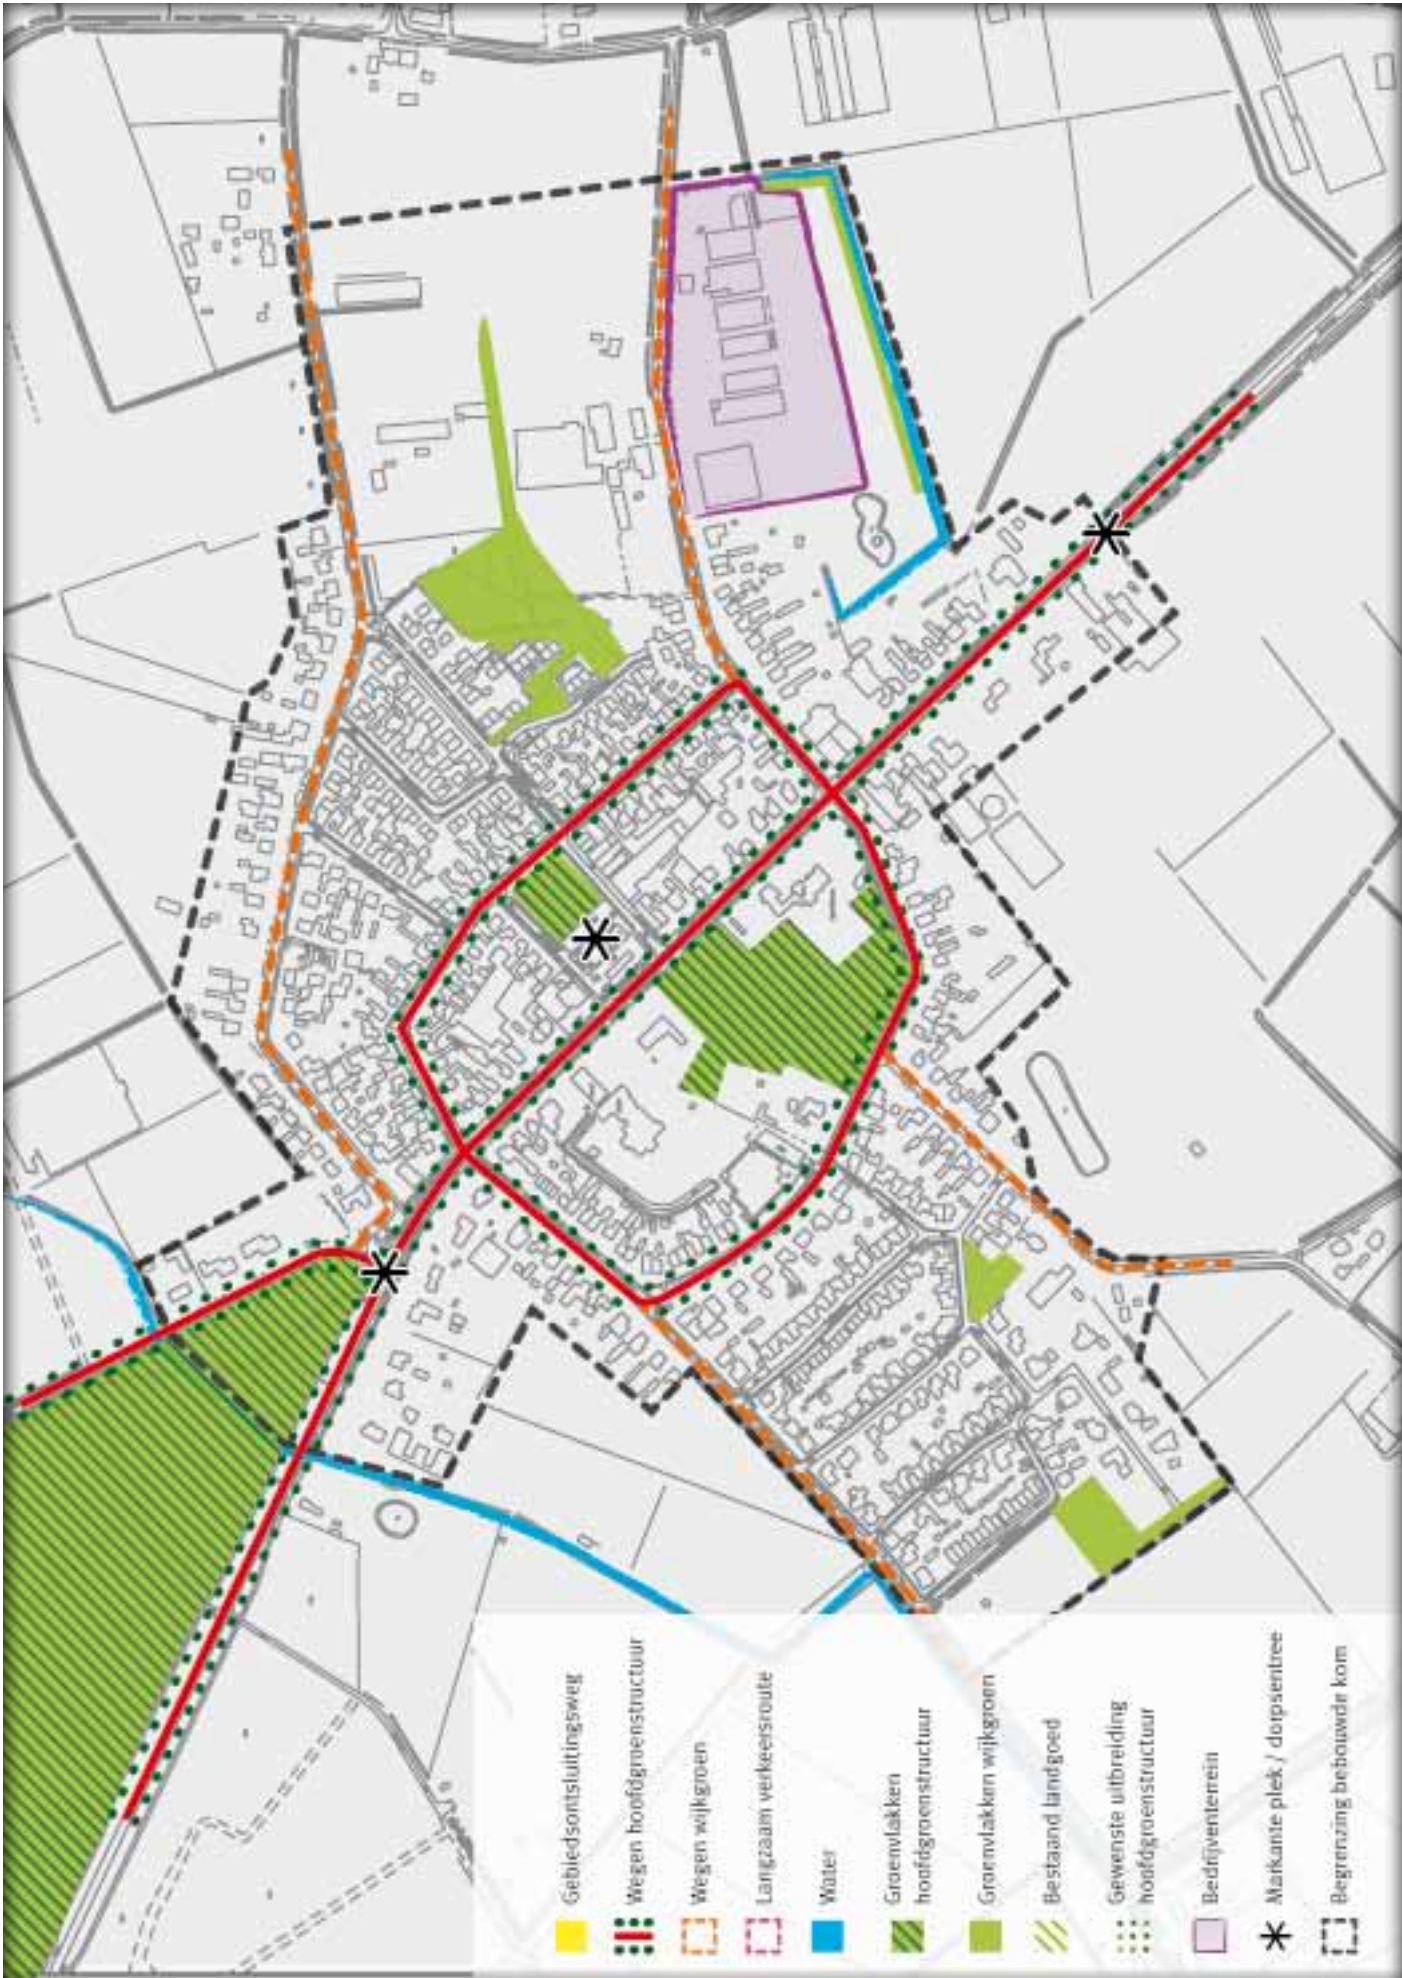 Gebiedsontsluitingsweg
Wegen hoofdgroenstructuur
Wegen wijkgroen
Langzaam verkeersroute
Water
Groenvlakken
hoofdgroenstructuur
Groenvlakken wijkgroen
Bestaand landgoed
Gewenste uitbreiding
hoofdgroenstructuur
Bedrijventerrein
Markante plek / dorpsentree
Begrenzing bebouwde kom